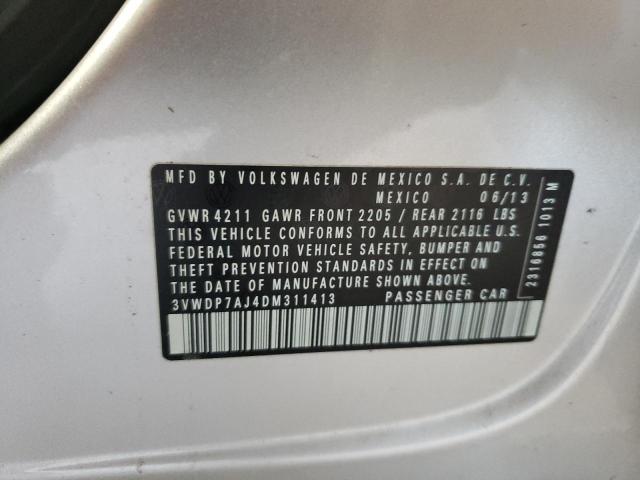 MFD BY VOLKSWAGEN DE MEXICO S.A. DE C.V.
MEXICO 06/13
GVWR 4211 GAWR FRONT 2205 / REAR 2116 LBS
THIS VEHICLE CONFORMS TO ALL APPLICABLE U.S.
FEDERAL MOTOR VEHICLE SAFETY, BUMPER AND
THEFT PREVENTION STANDARDS IN EFFECT ON
THE DATE OF MANUFACTURE SHOWN ABOVE.
3VWDP7AJ4DM311413 PASSENGER CAR
2316856 1013 M